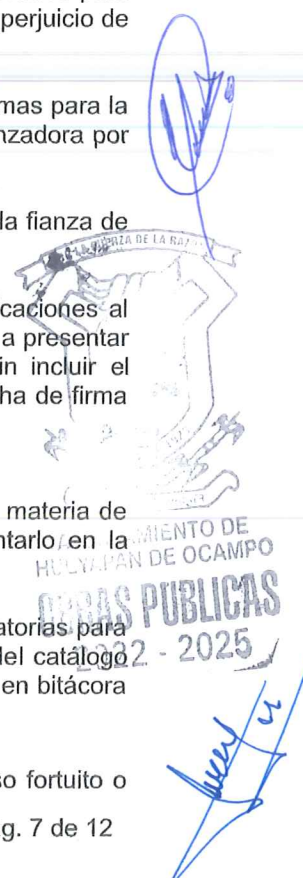 perjuicio de
mas para la
nzadora por
la fianza de
RZA DE LA
caciones al
a presentar
in incluir el
ha de firma
materia de
ntarlo en la
MIENTO DE
HUEYAPAN DE OCAMPO
OBRAS PUBLICAS
atorias para
del catálogo
2022 - 2025
en bitácora
so fortuito o
g. 7 de 12